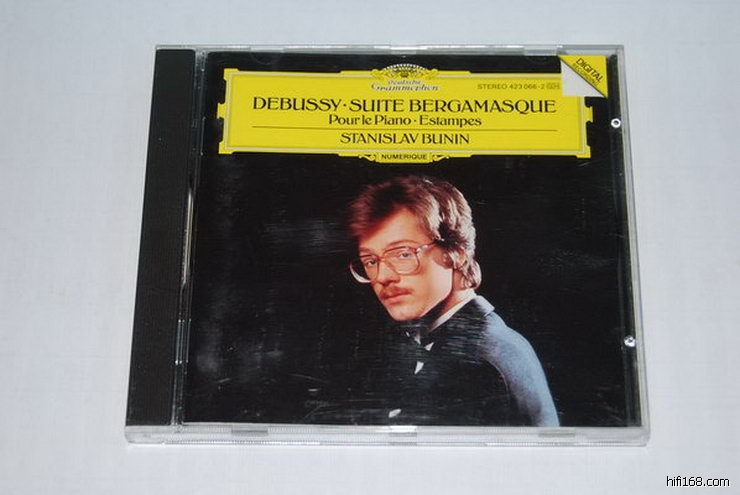 Deutsche
Grammophon
STEREO 423 066-2
DIGITAL
RECORDING
DEBUSSY · SUITE BERGAMASQUE
Pour le Piano · Estampes
STANISLAV BUNIN
NUMERIQUE
hifi168.com